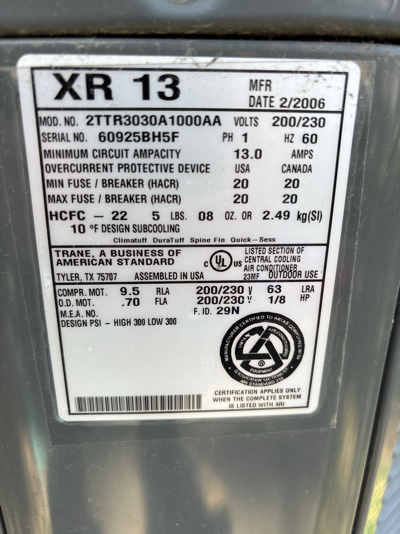 XR 13
MFR
DATE 2/2006
MOD. NO. 2TTR3030A1000AA VOLTS 200/230
SERIAL NO. 60925BH5F PH 1 HZ 60
MINIMUM CIRCUIT AMPACITY 13.0 AMPS
OVERCURRENT PROTECTIVE DEVICE USA CANADA
MIN FUSE / BREAKER (HACR) 20 20
MAX FUSE / BREAKER (HACR) 20 20
HCFC - 22 5 LBS. 08 OZ. OR 2.49 kg(SI)
10 °F DESIGN SUBCOOLING
Climatuff DuraTuff Spine Fin Quick-Sess
TRANE, A BUSINESS OF
AMERICAN STANDARD
TYLER, TX 75707 ASSEMBLED IN USA
C UL US
LISTED SECTION OF
CENTRAL COOLING
AIR CONDITIONER
23MF OUTDOOR USE
COMPR. MOT. 9.5 RLA 200/230 V 63 LRA
O.D. MOT. .70 FLA 200/230 V 1/8 HP
M.E.A. NO. F. ID. 29N
DESIGN PSI - HIGH 300 LOW 300
CERTIFICATION APPLIES ONLY
WHEN THE COMPLETE SYSTEM
IS LISTED WITH ARI